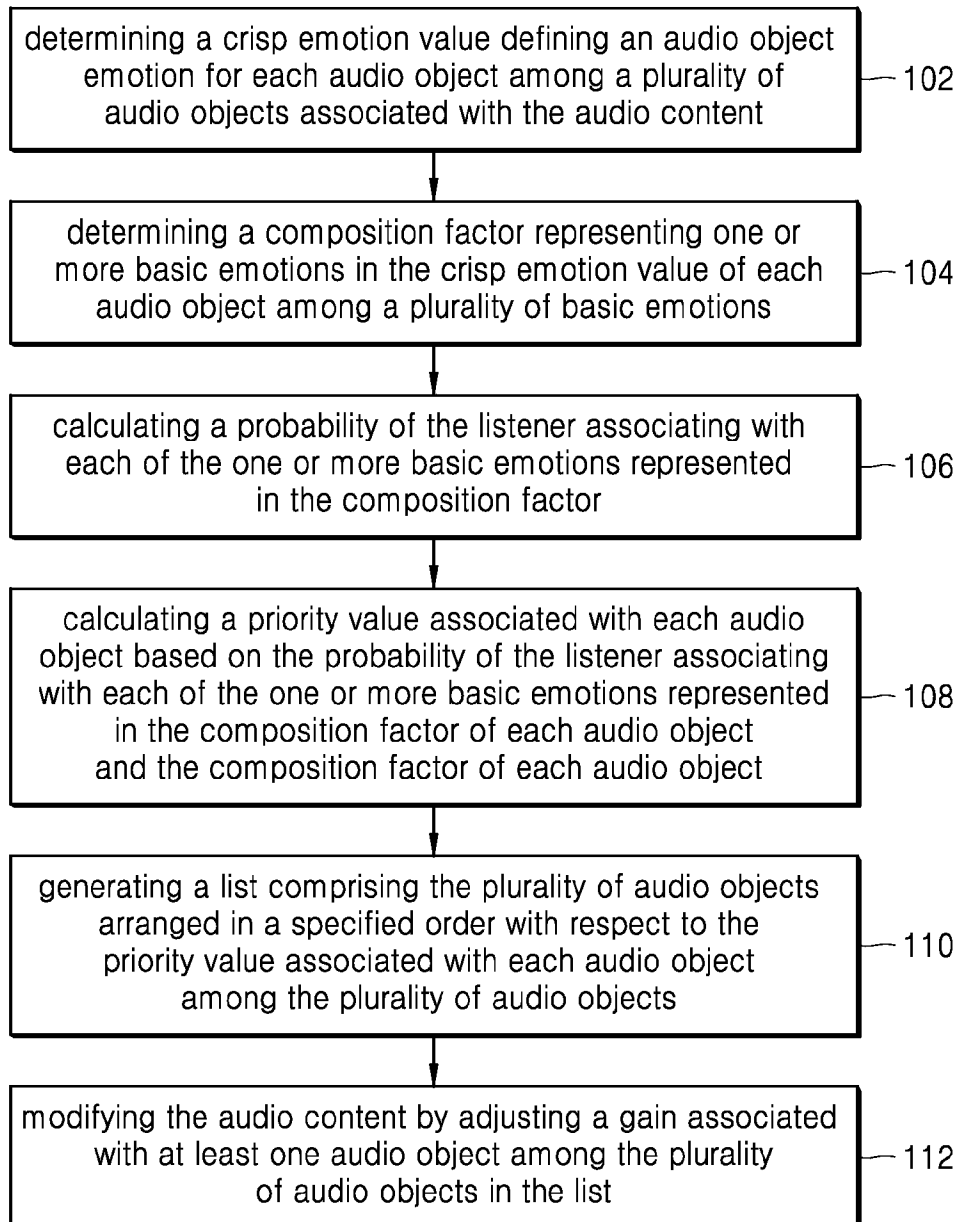 determining a crisp emotion value defining an audio object
emotion for each audio object among a plurality of
audio objects associated with the audio content
102
determining a composition factor representing one or
more basic emotions in the crisp emotion value of each
audio object among a plurality of basic emotions
104
calculating a probability of the listener associating with
each of the one or more basic emotions represented
in the composition factor
106
calculating a priority value associated with each audio
object based on the probability of the listener associating
with each of the one or more basic emotions represented
in the composition factor of each audio object
and the composition factor of each audio object
108
generating a list comprising the plurality of audio objects
arranged in a specified order with respect to the
priority value associated with each audio object
among the plurality of audio objects
110
modifying the audio content by adjusting a gain associated
with at least one audio object among the plurality
of audio objects in the list
112